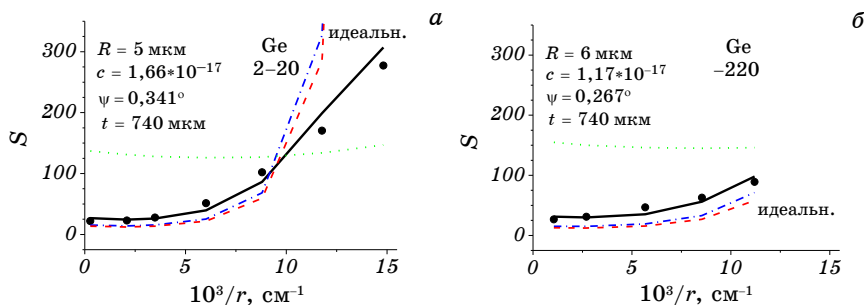 а
300
200
100
0
S
R = 5 мкм
c = 1,66*10⁻¹⁷
ψ = 0,341°
t = 740 мкм
Ge
2–20
идеальн.
0
5
10
15
10³/r, см⁻¹
б
300
200
100
0
S
R = 6 мкм
c = 1,17*10⁻¹⁷
ψ = 0,267°
t = 740 мкм
Ge
–220
идеальн.
0
5
10
15
10³/r, см⁻¹